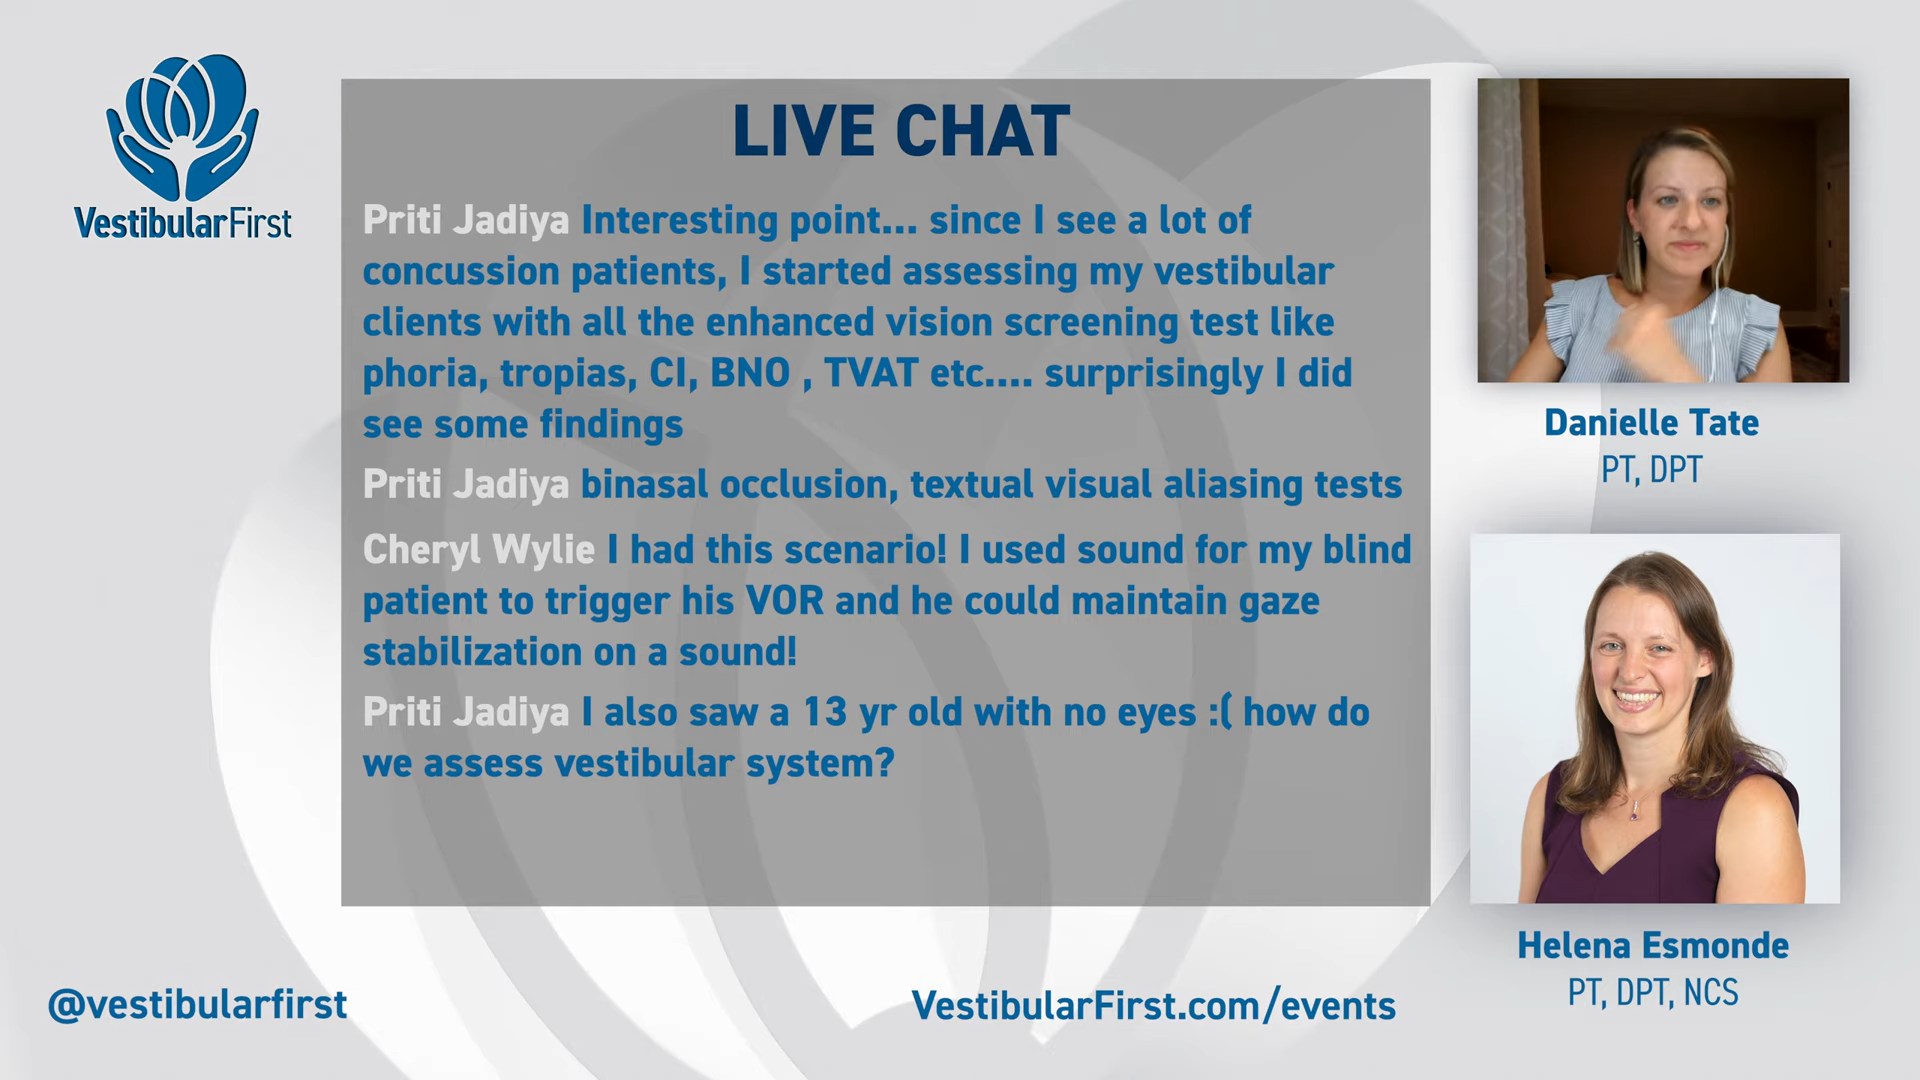 VestibularFirst
LIVE CHAT
Priti Jadiya Interesting point... since I see a lot of
concussion patients, I started assessing my vestibular
clients with all the enhanced vision screening test like
phoria, tropias, CI, BNO , TVAT etc.... surprisingly I did
see some findings
Priti Jadiya binasal occlusion, textual visual aliasing tests
Cheryl Wylie I had this scenario! I used sound for my blind
patient to trigger his VOR and he could maintain gaze
stabilization on a sound!
Priti Jadiya I also saw a 13 yr old with no eyes :( how do
we assess vestibular system?
Danielle Tate
PT, DPT
Helena Esmonde
PT, DPT, NCS
@vestibularfirst
VestibularFirst.com/events